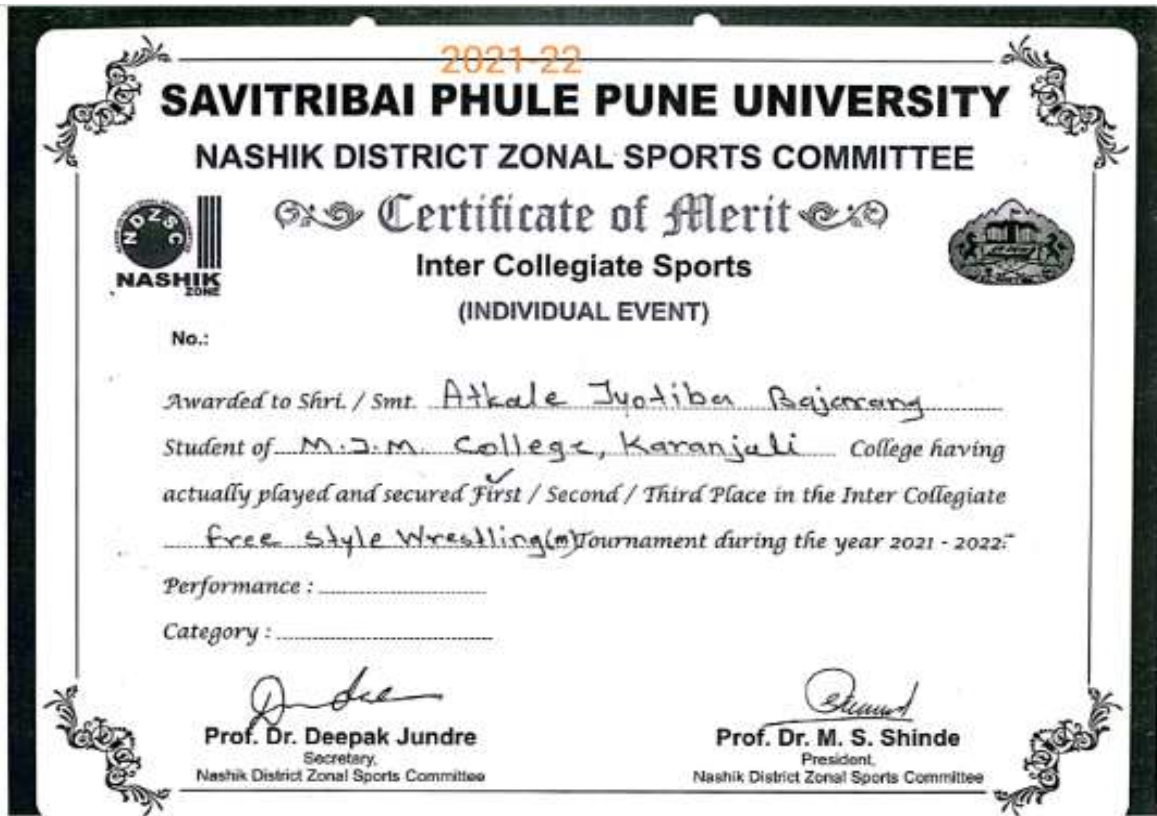 2021-22
SAVITRIBAI PHULE PUNE UNIVERSITY
NASHIK DISTRICT ZONAL SPORTS COMMITTEE
NDZSC
NASHIK
ZONE
Certificate of Merit
Inter Collegiate Sports
(INDIVIDUAL EVENT)
No.:
Awarded to Shri. / Smt. Atkale Jyotiba Bajarang
Student of M.J.M. College, Karanjali College having
actually played and secured First / Second / Third Place in the Inter Collegiate
free style Wrestling(m) Tournament during the year 2021 - 2022.
Performance :
Category :
Prof. Dr. Deepak Jundre
Secretary,
Nashik District Zonal Sports Committee
Prof. Dr. M. S. Shinde
President,
Nashik District Zonal Sports Committee